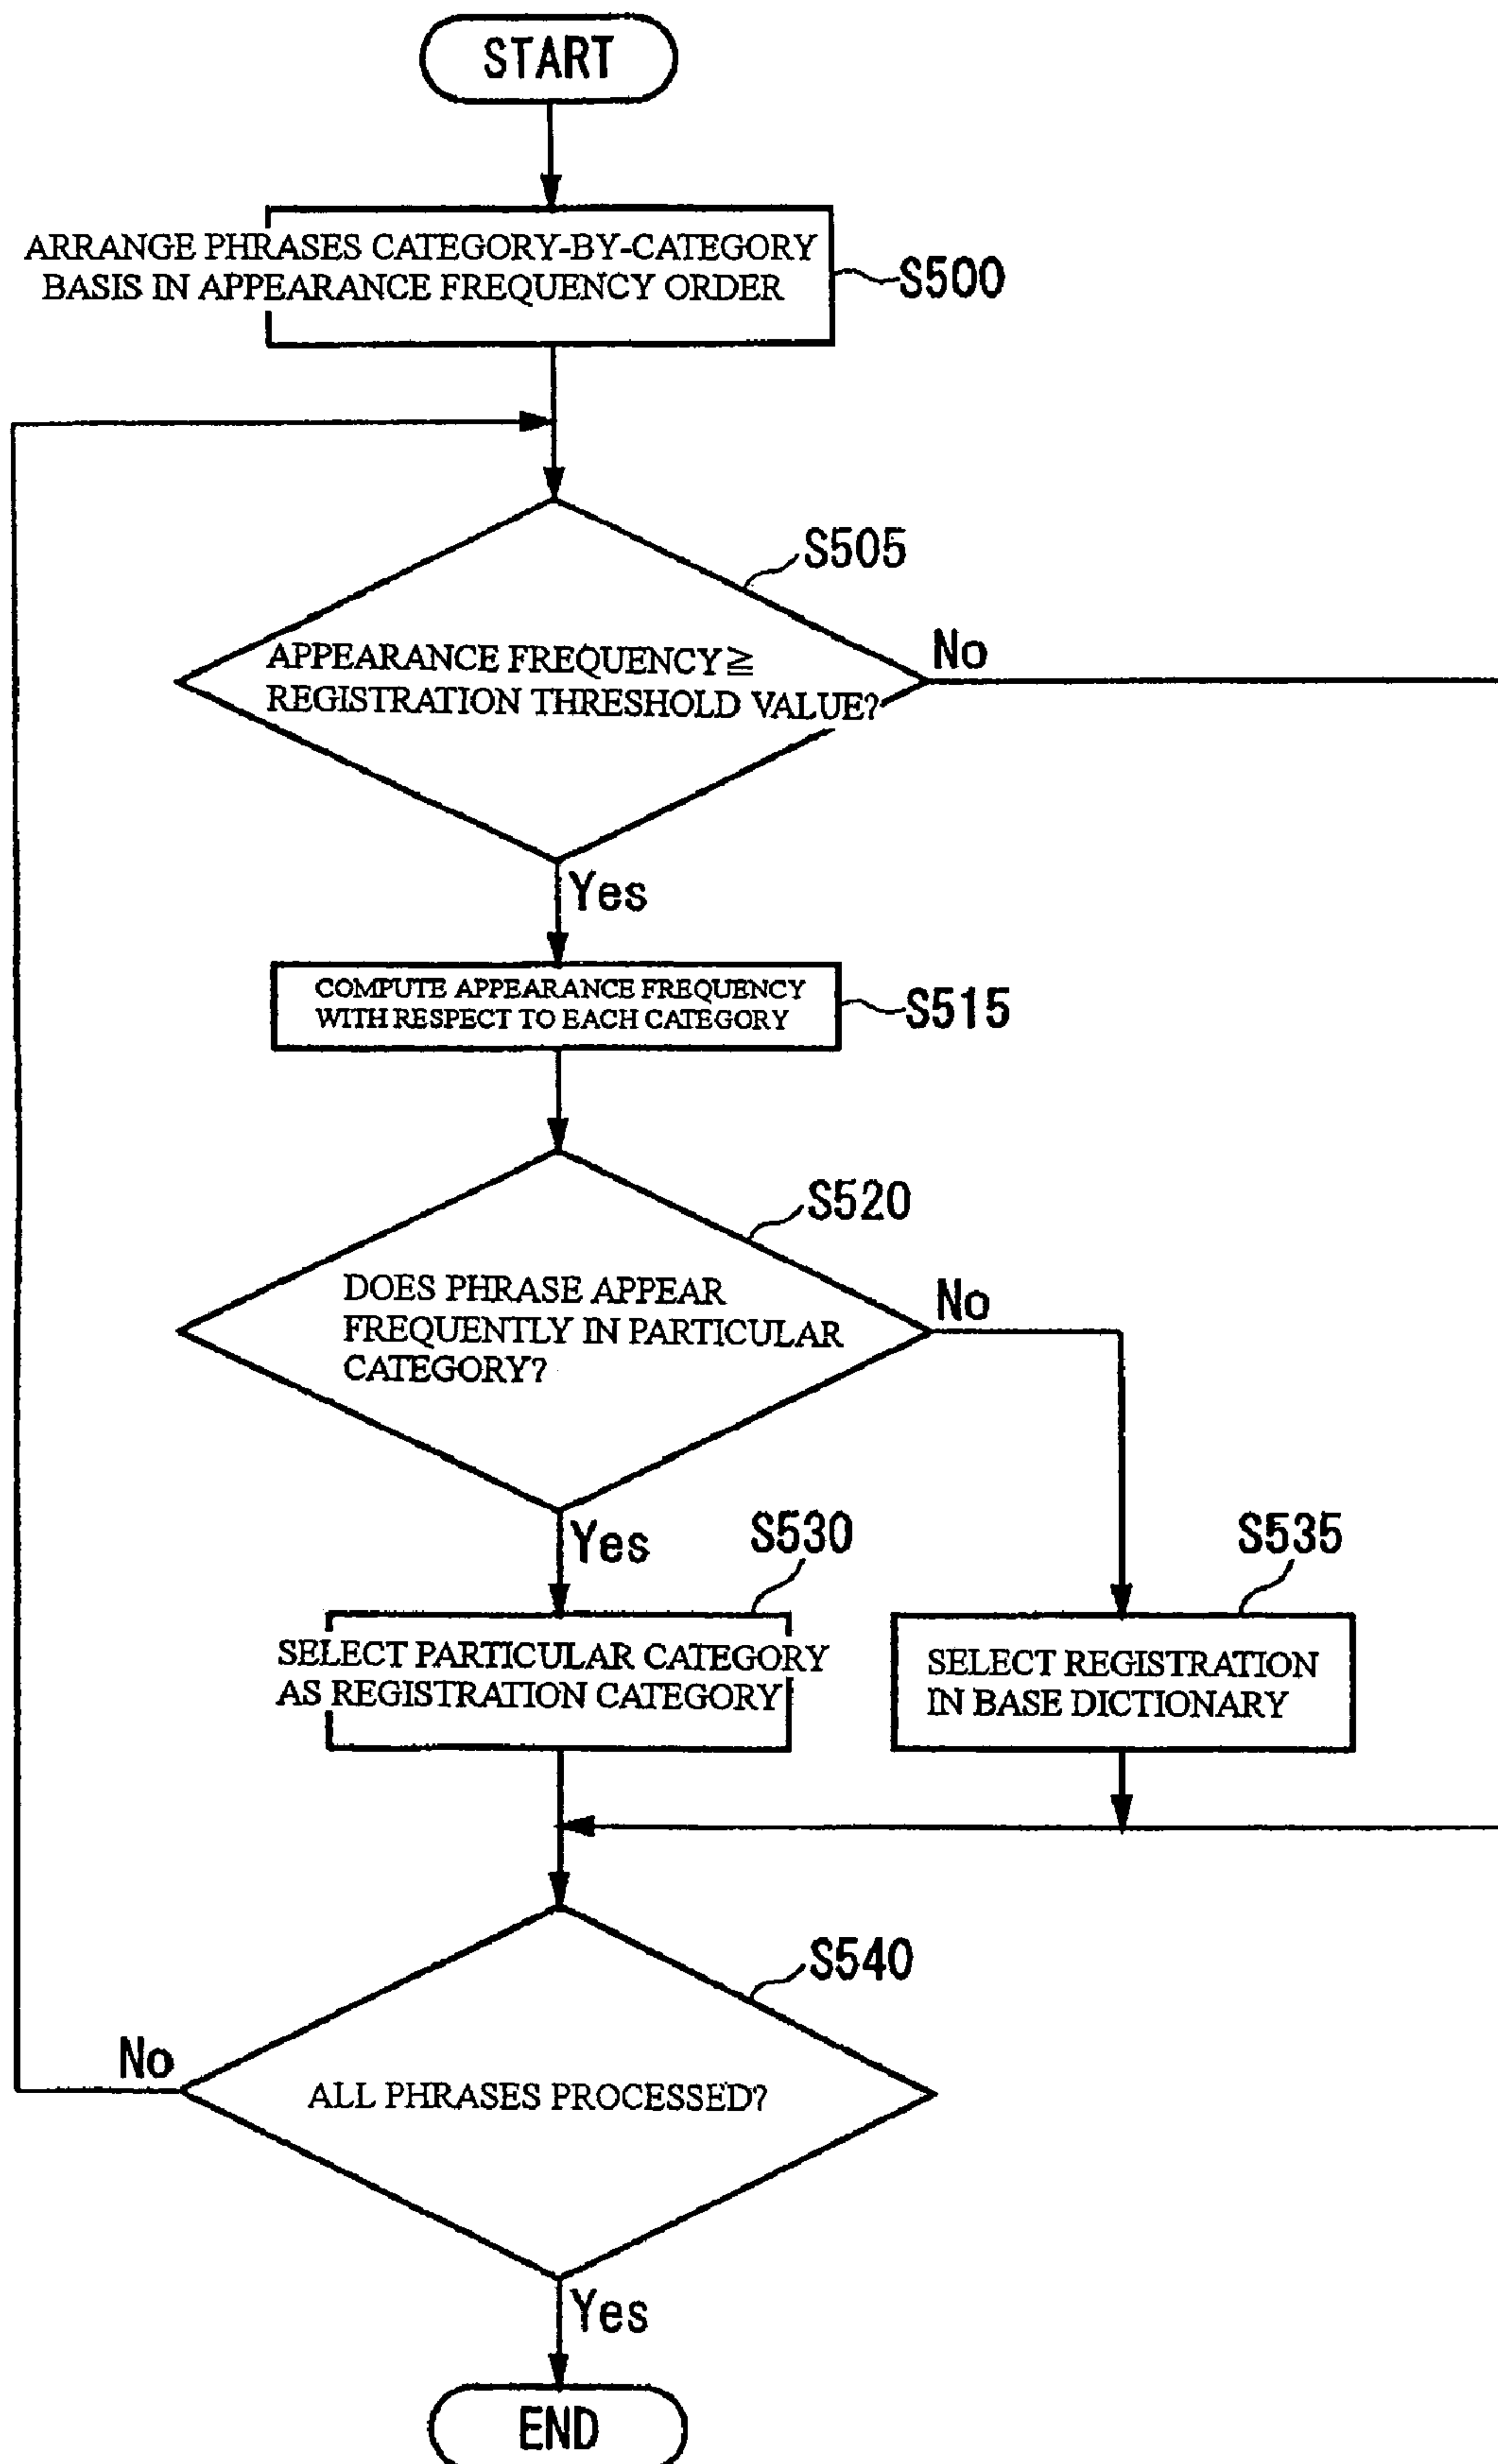 START
ARRANGE PHRASES CATEGORY-BY-CATEGORY
BASIS IN APPEARANCE FREQUENCY ORDER
S500
S505
APPEARANCE FREQUENCY≧
REGISTRATION THRESHOLD VALUE?
No
Yes
COMPUTE APPEARANCE FREQUENCY
WITH RESPECT TO EACH CATEGORY
S515
S520
DOES PHRASE APPEAR
FREQUENTLY IN PARTICULAR
CATEGORY?
No
Yes
S530
S535
SELECT PARTICULAR CATEGORY
AS REGISTRATION CATEGORY
SELECT REGISTRATION
IN BASE DICTIONARY
S540
No
ALL PHRASES PROCESSED?
Yes
END